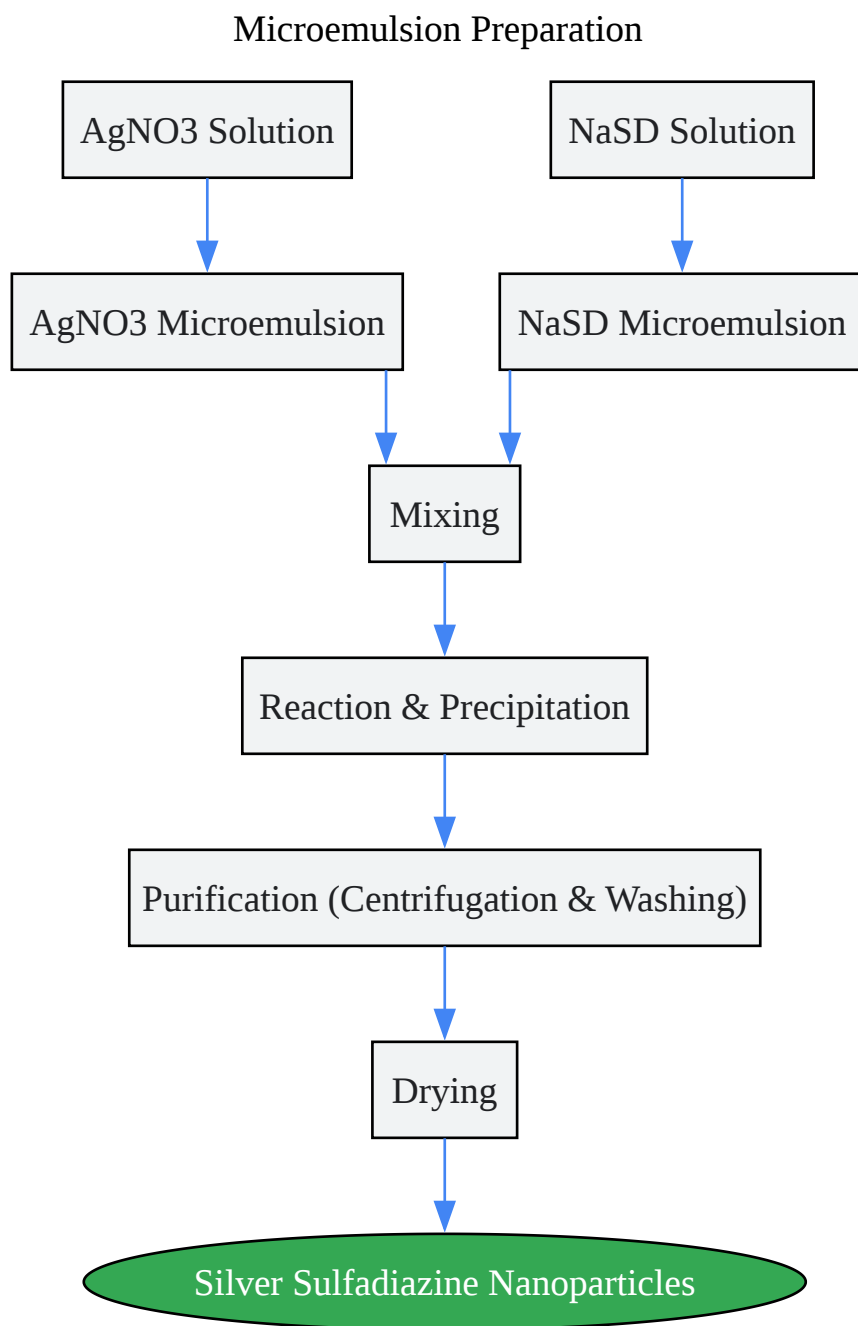 Microemulsion Preparation
AgNO3 Solution
NaSD Solution
AgNO3 Microemulsion
NaSD Microemulsion
Mixing
Reaction & Precipitation
Purification (Centrifugation & Washing)
Drying
Silver Sulfadiazine Nanoparticles